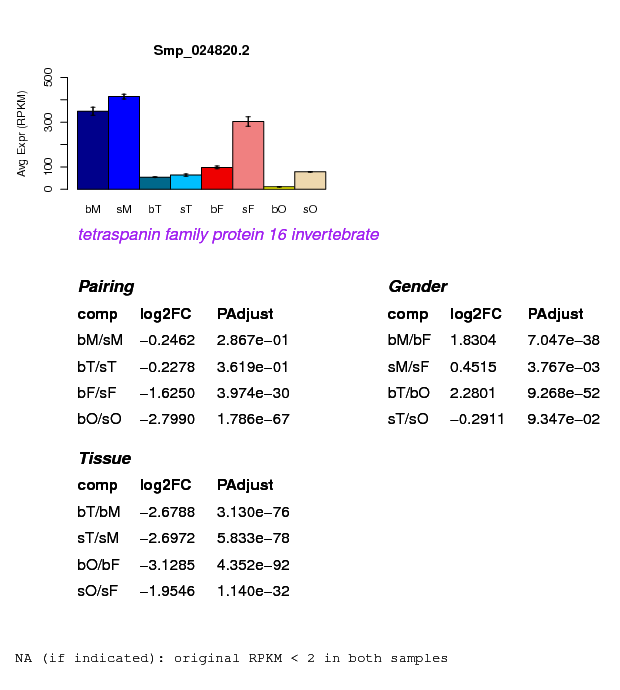 Smp_024820.2
Avg Expr (RPKM)
500
300
100
0
bM sM bT sT bF sF bO sO
tetraspanin family protein 16 invertebrate
Pairing
comp log2FC PAdjust
bM/sM −0.2462 2.867e−01
bT/sT −0.2278 3.619e−01
bF/sF −1.6250 3.974e−30
bO/sO −2.7990 1.786e−67
Gender
comp log2FC PAdjust
bM/bF 1.8304 7.047e−38
sM/sF 0.4515 3.767e−03
bT/bO 2.2801 9.268e−52
sT/sO −0.2911 9.347e−02
Tissue
comp log2FC PAdjust
bT/bM −2.6788 3.130e−76
sT/sM −2.6972 5.833e−78
bO/bF −3.1285 4.352e−92
sO/sF −1.9546 1.140e−32
NA (if indicated): original RPKM < 2 in both samples